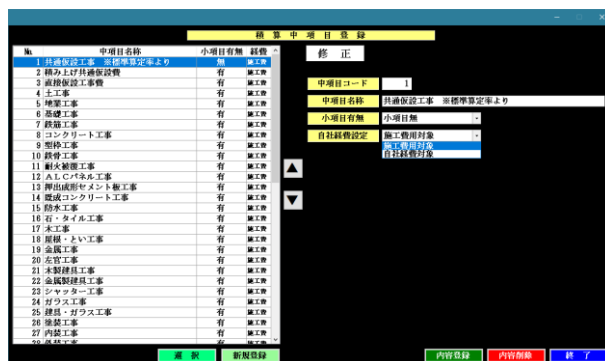 積 算 中 項 目 登 録
№ 中項目名称 小項目有無 経費
1 共通仮設工事 ※標準算定率より 無 施工費
2 積み上げ共通仮設費 有 施工費
3 直接仮設工事費 有 施工費
4 土工事 有 施工費
5 地業工事 有 施工費
6 基礎工事 有 施工費
7 鉄筋工事 有 施工費
8 コンクリート工事 有 施工費
9 型枠工事 有 施工費
10 鉄骨工事 有 施工費
11 耐火被覆工事 有 施工費
12 ALCパネル工事 有 施工費
13 押出成形セメント板工事 有 施工費
14 既成コンクリート工事 有 施工費
15 防水工事 有 施工費
16 石・タイル工事 有 施工費
17 木工事 有 施工費
18 屋根・とい工事 有 施工費
19 金属工事 有 施工費
20 左官工事 有 施工費
21 木製建具工事 有 施工費
22 金属製建具工事 有 施工費
23 シャッター工事 有 施工費
24 ガラス工事 有 施工費
25 建具・ガラス工事 有 施工費
26 塗装工事 有 施工費
27 内装工事 有 施工費
修 正
中項目コード 1
中項目名称 共通仮設工事 ※標準算定率より
小項目有無 小項目無
自社経費設定 施工費用対象
施工費用対象
自社経費対象
選 択 新規登録 内容登録 内容削除 終 了